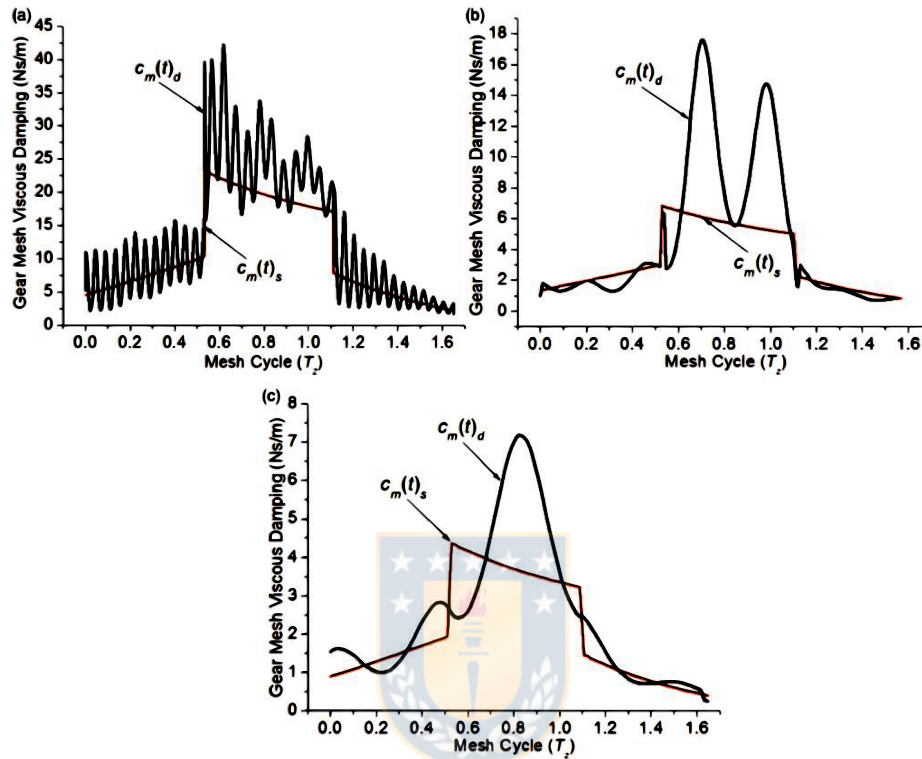 (a)
Gear Mesh Viscous Damping (Ns/m)
45
40
35
30
25
20
15
10
5
0
c_m(t)_d
c_m(t)_s
0.0 0.2 0.4 0.6 0.8 1.0 1.2 1.4 1.6
Mesh Cycle (T_z)
(b)
Gear Mesh Viscous Damping (Ns/m)
18
16
14
12
10
8
6
4
2
0
c_m(t)_d
c_m(t)_s
0.0 0.2 0.4 0.6 0.8 1.0 1.2 1.4 1.6
Mesh Cycle (T_z)
(c)
Gear Mesh Viscous Damping (Ns/m)
8
7
6
5
4
3
2
1
0
c_m(t)_d
c_m(t)_s
0.0 0.2 0.4 0.6 0.8 1.0 1.2 1.4 1.6
Mesh Cycle (T_z)